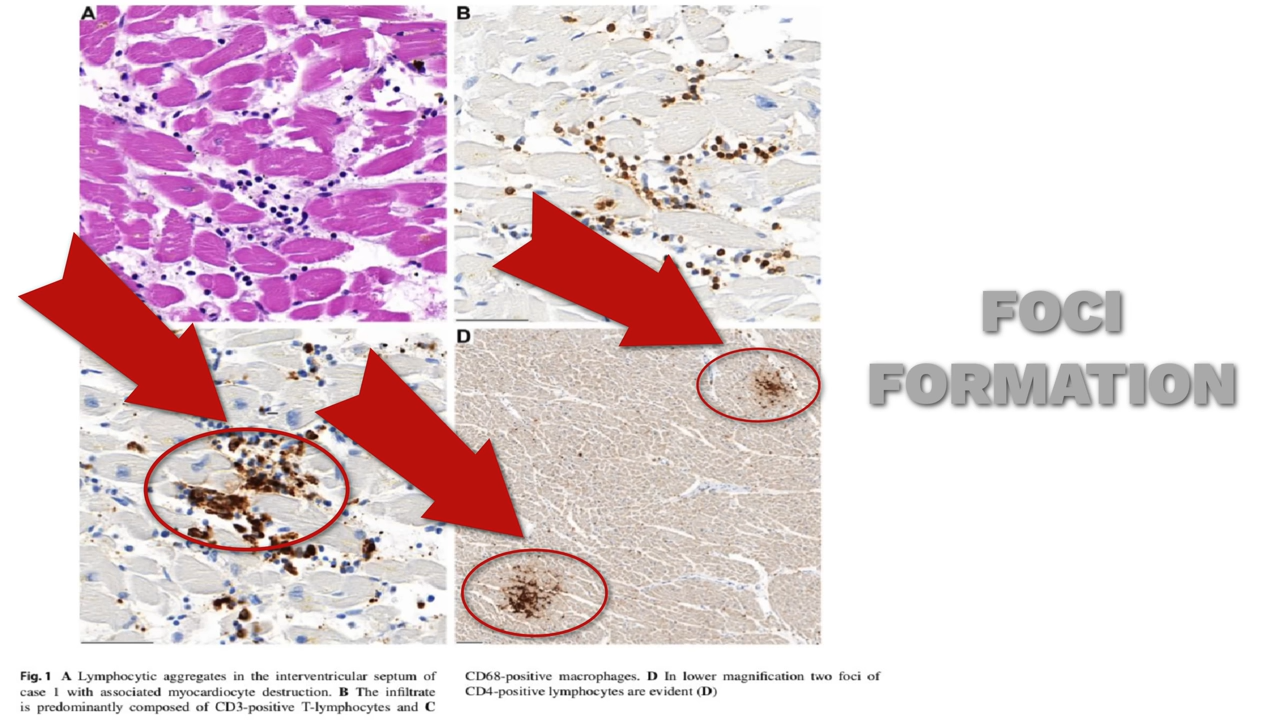 A
B
D
FOCI
FORMATION
Fig. 1 A Lymphocytic aggregates in the interventricular septum of
case 1 with associated myocardiocyte destruction. B The infiltrate
is predominantly composed of CD3-positive T-lymphocytes and C
CD68-positive macrophages. D In lower magnification two foci of
CD4-positive lymphocytes are evident (D)